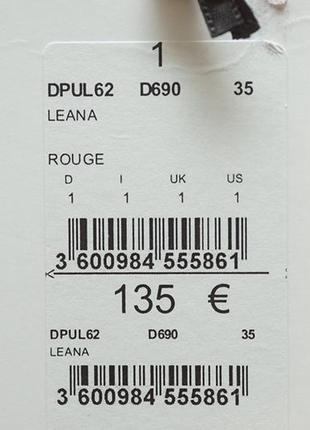 1
DPUL62 D690 35
LEANA
ROUGE
D I UK US
1 1 1 1
3 600984 555861
135 €
DPUL62 D690 35
LEANA
3 600984 555861